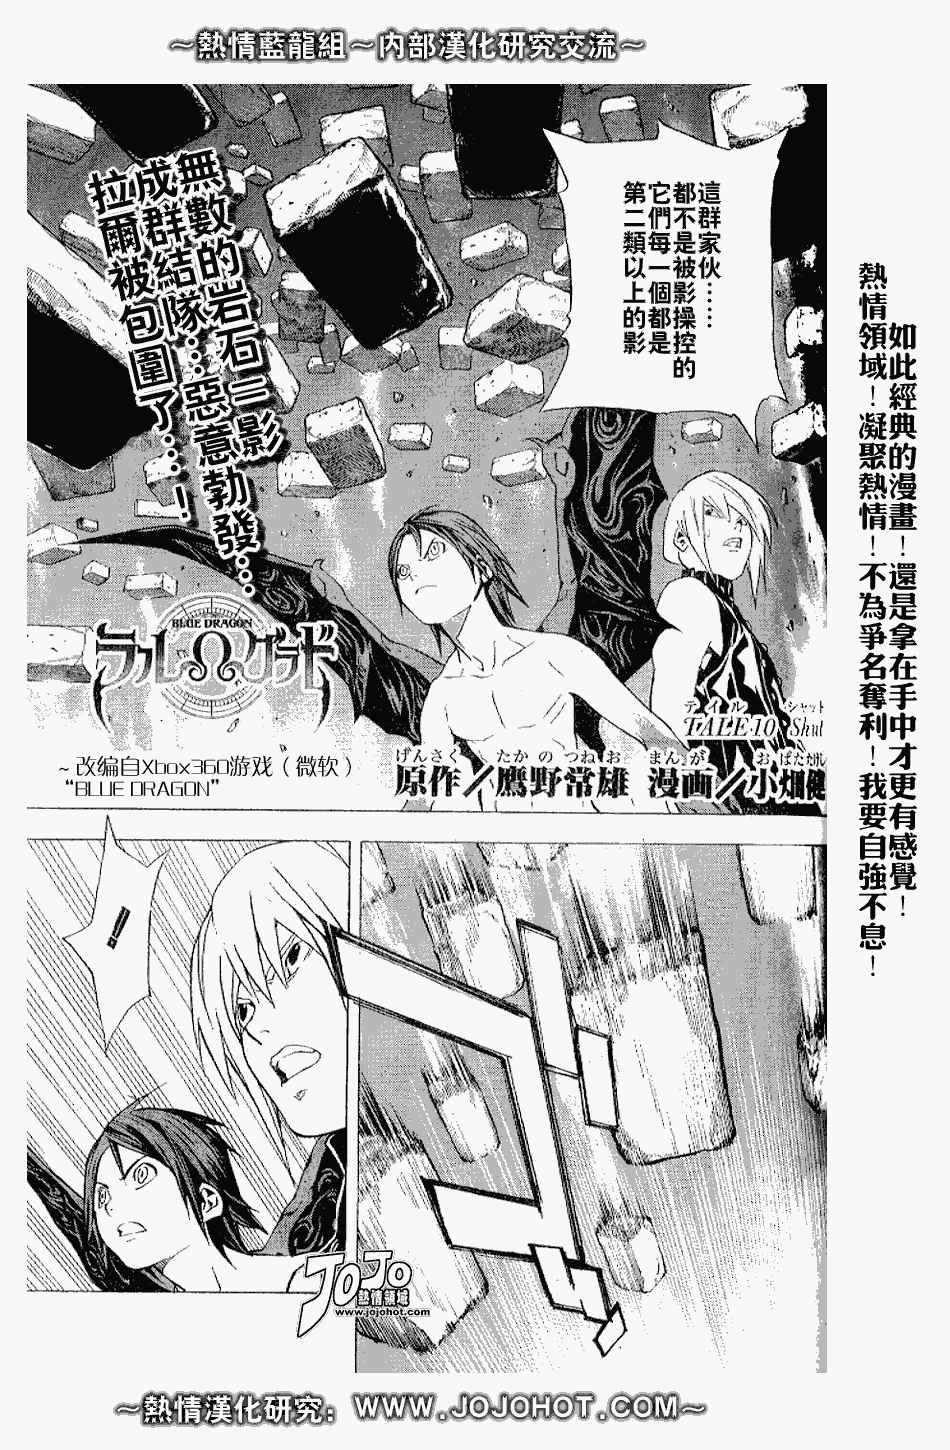 ～熱情藍龍組～內部漢化研究交流～
這群家伙……
都不是被影操控的
它們每一個都是
第二類以上的影
無數的岩石＝影
成群結隊…惡意勃發…
拉爾被包圍了…！
BLUE DRAGON
ラルΩグラド
～改编自Xbox360游戏（微软）
“BLUE DRAGON”
テイル
TALE 10
シャット
Shut
げんさく たか の つね お まん が お ばた
原作／鷹野常雄 漫画／小畑健
!!
ゴ
JOJO
熱情領域
www.jojohot.com
如此經典的漫畫！還是拿在手中才更有感覺！
熱情領域！凝聚熱情！不為爭名奪利！我要自強不息！
～熱情漢化研究：WWW.JOJOHOT.COM～